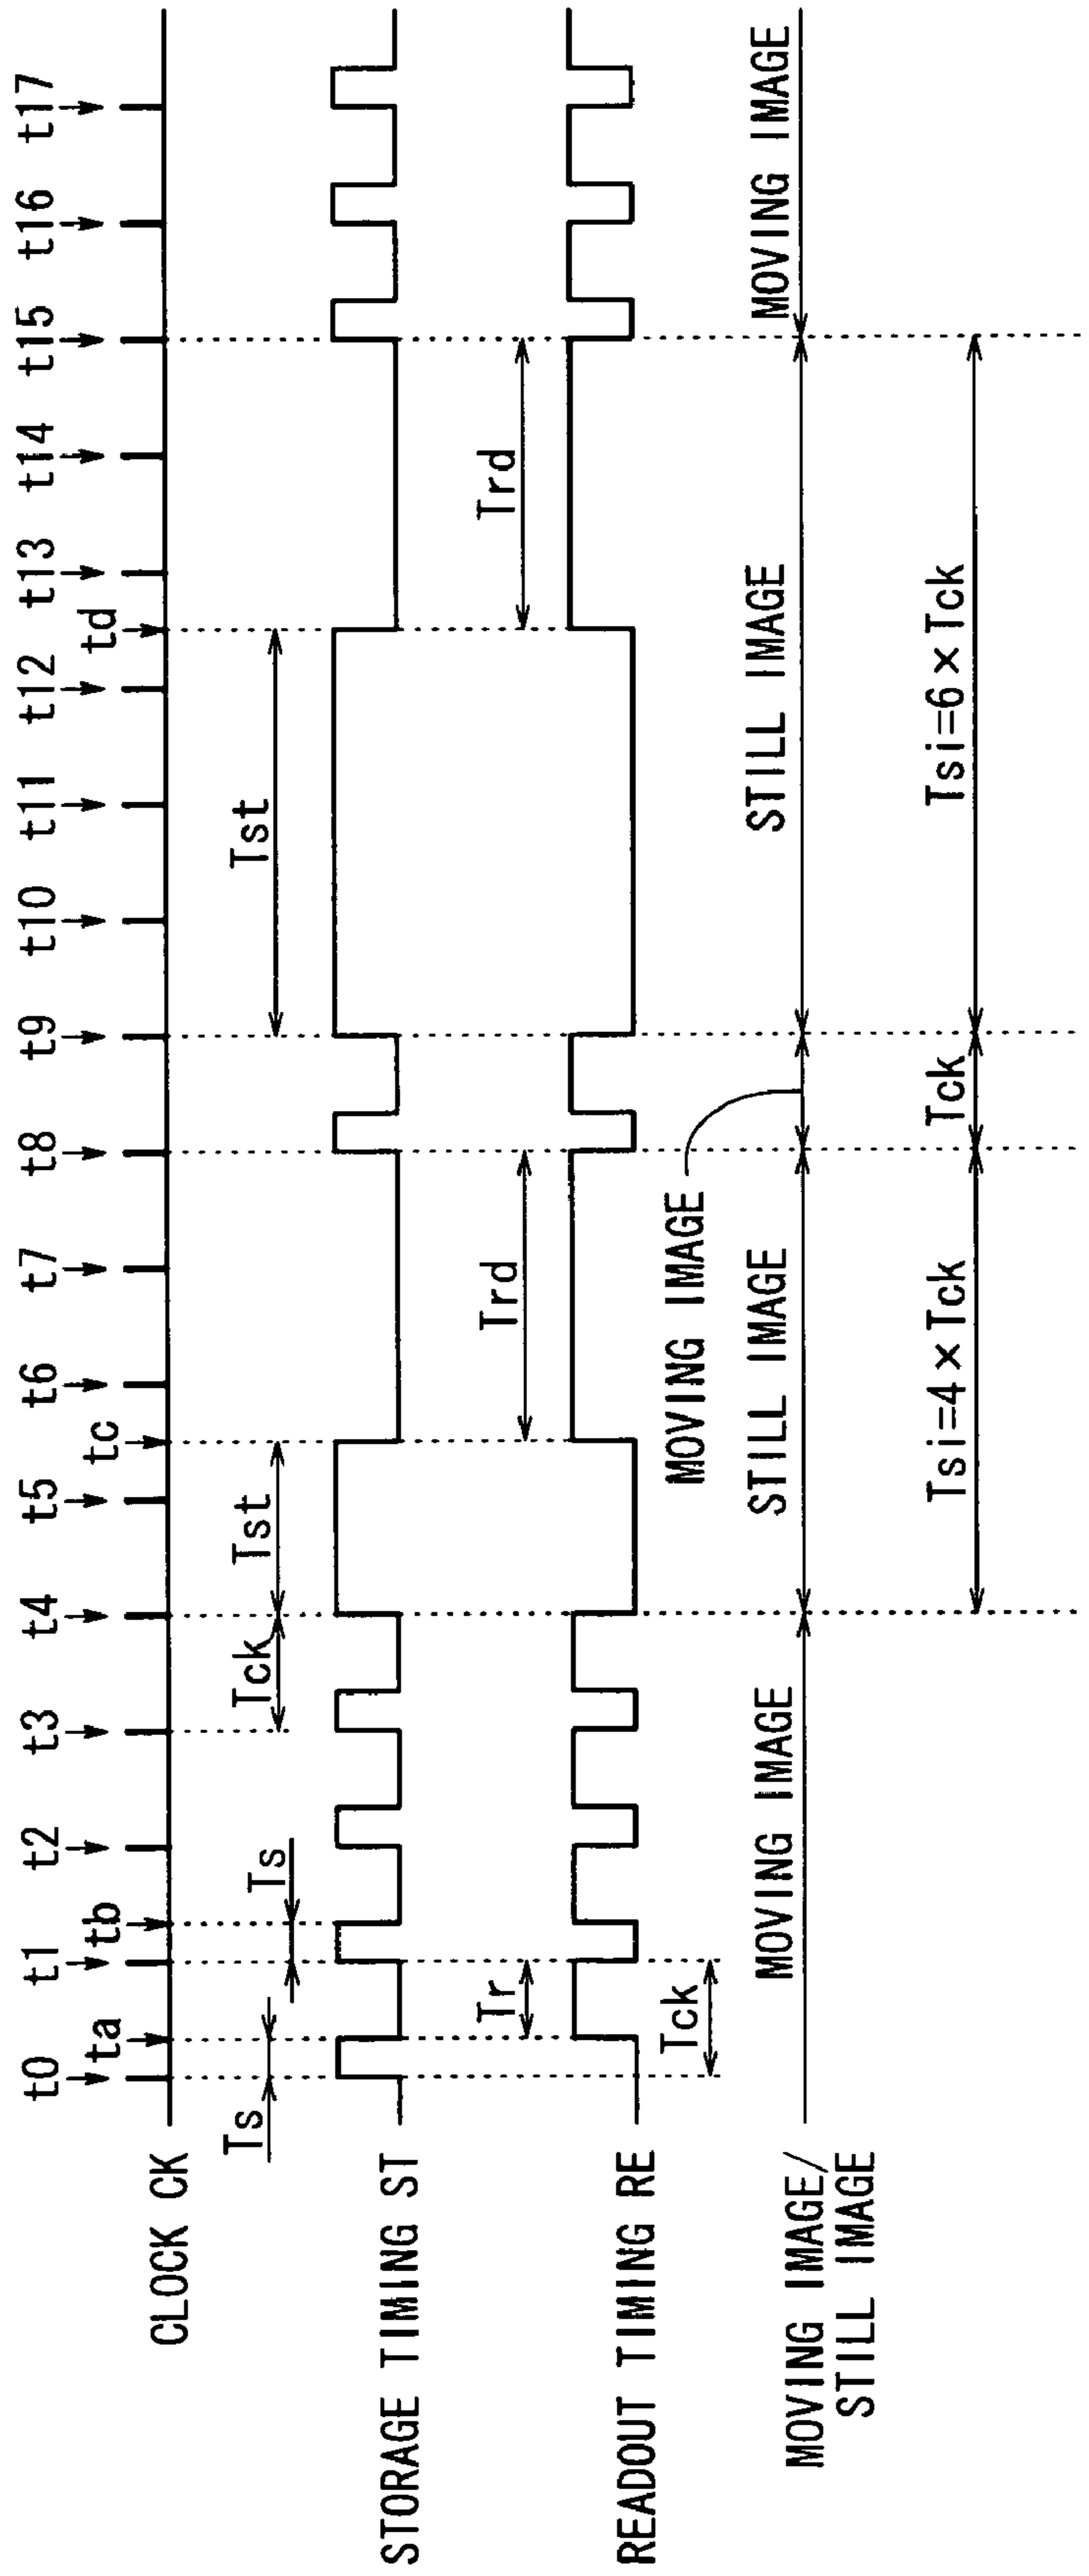 t0 ta t1 tb t2 t3 t4 t5 tc t6 t7 t8 t9 t10 t11 t12 td t13 t14 t15 t16 t17
CLOCK CK
Ts Ts Tck Tst Tst
STORAGE TIMING ST
Tr Trd Trd
READOUT TIMING RE
Tck
MOVING IMAGE
MOVING IMAGE/
STILL IMAGE
MOVING IMAGE STILL IMAGE STILL IMAGE MOVING IMAGE
Tsi=4×Tck Tck Tsi=6×Tck